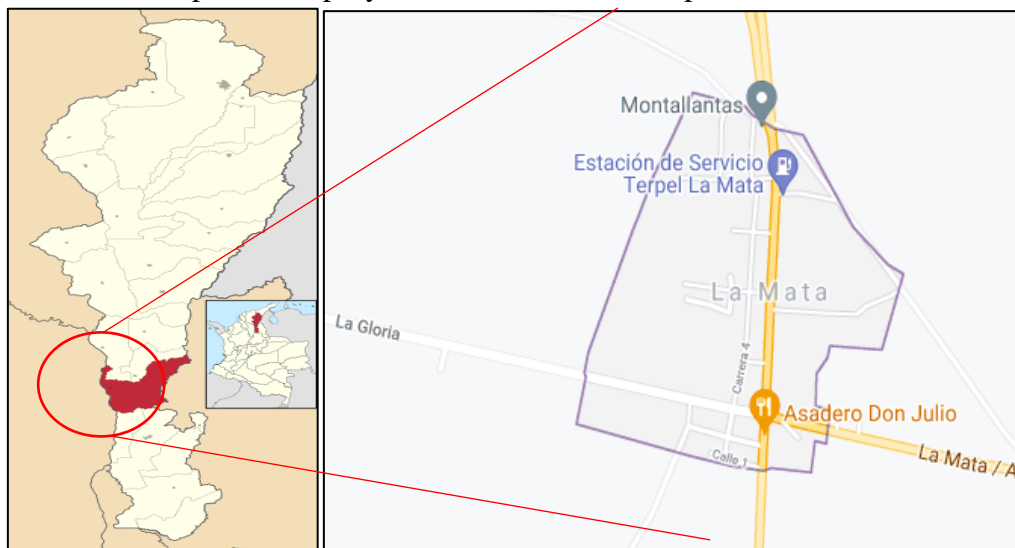 Montallantas
Estación de Servicio
Terpel La Mata
La Mata
La Gloria
Carrera 4
Asadero Don Julio
Calle 1
La Mata / A